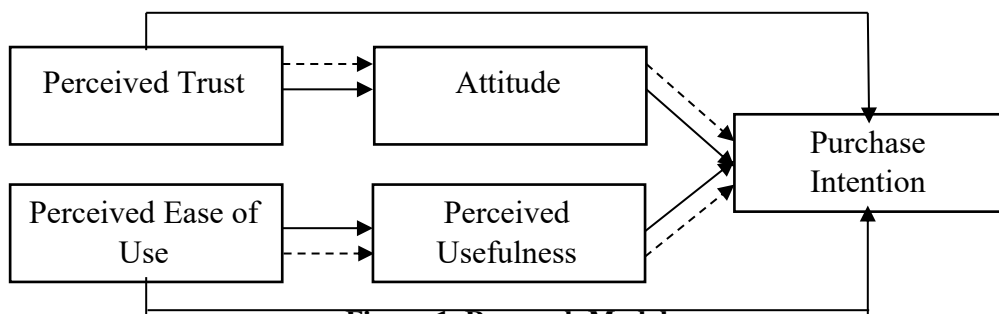 Perceived Trust
Attitude
Purchase
Intention
Perceived Ease of
Use
Perceived
Usefulness
Figure 1. Research Model